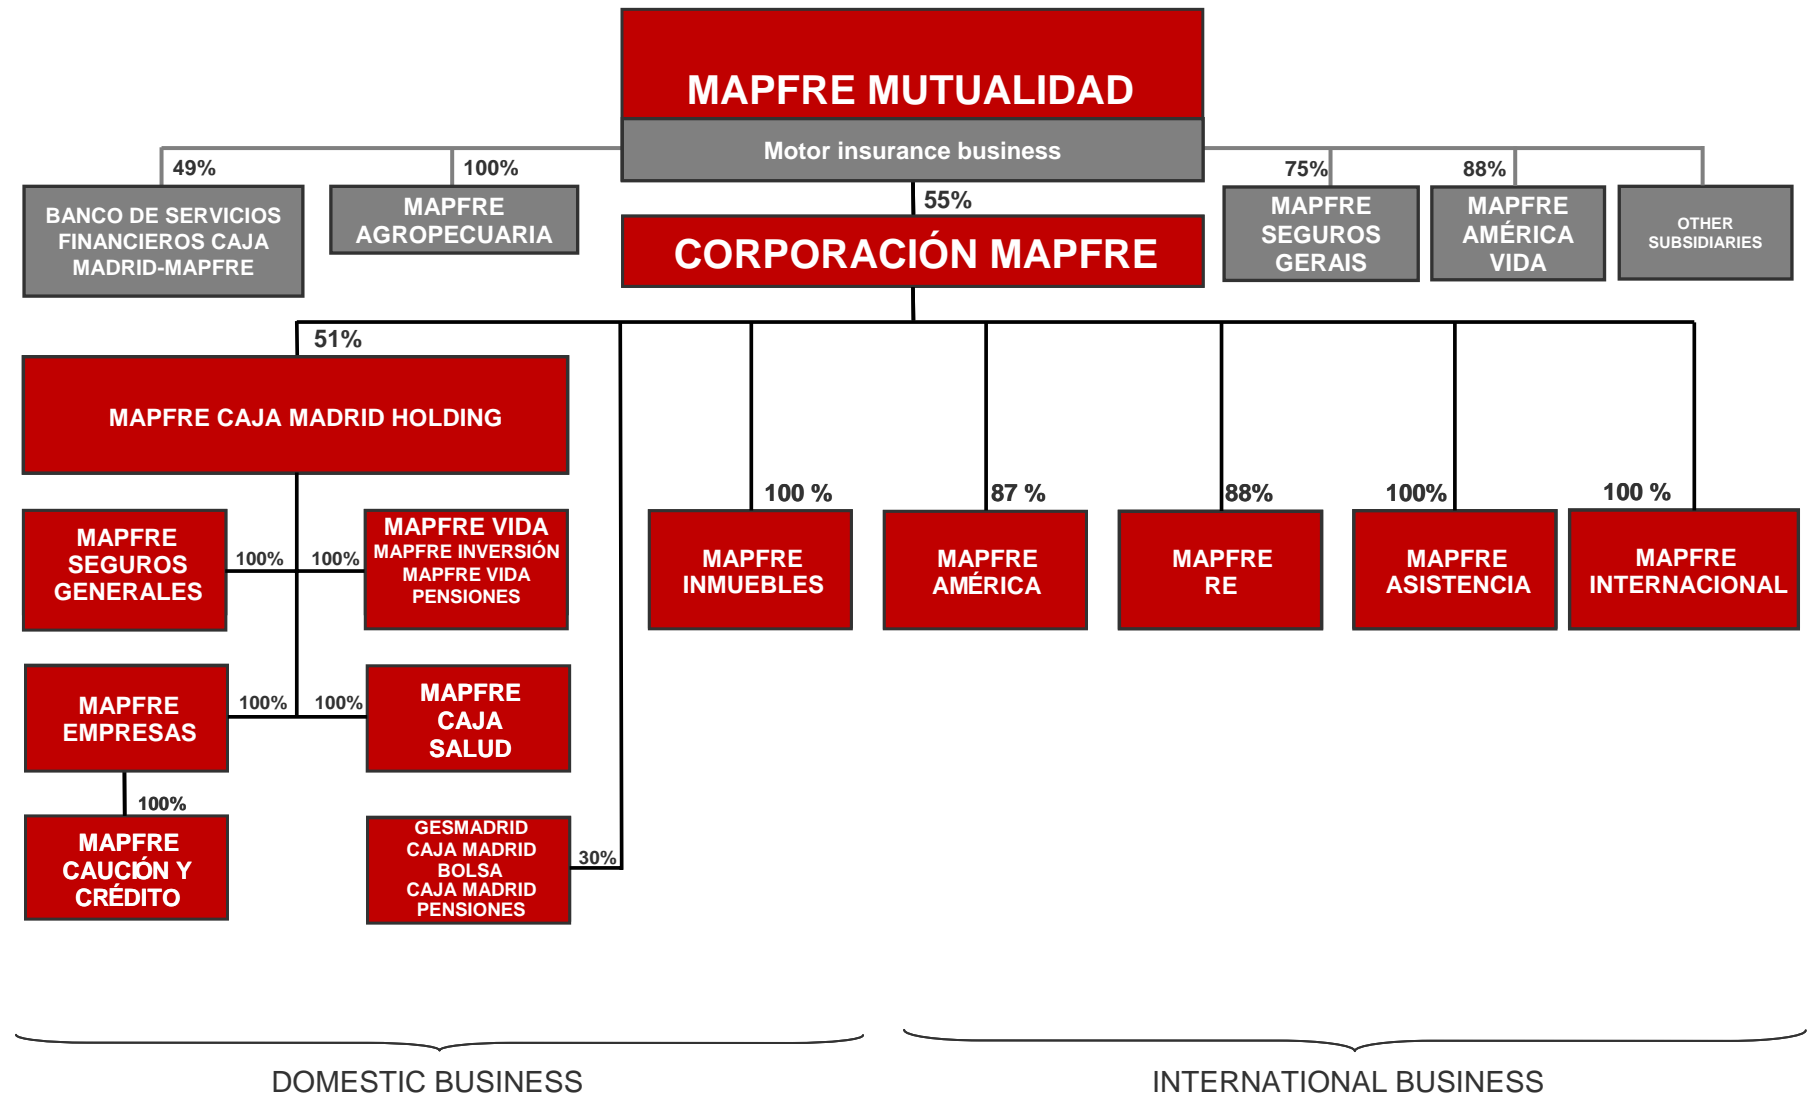 MAPFRE MUTUALIDAD
Motor insurance business
49%
100%
75%
88%
BANCO DE SERVICIOS
FINANCIEROS CAJA
MADRID-MAPFRE
MAPFRE
AGROPECUARIA
55%
CORPORACIÓN MAPFRE
MAPFRE
SEGUROS
GERAIS
MAPFRE
AMÉRICA
VIDA
OTHER
SUBSIDIARIES
51%
MAPFRE CAJA MADRID HOLDING
100 %
87 %
88%
100%
100 %
MAPFRE
SEGUROS
GENERALES
100%
100%
MAPFRE VIDA
MAPFRE INVERSIÓN
MAPFRE VIDA
PENSIONES
MAPFRE
INMUEBLES
MAPFRE
AMÉRICA
MAPFRE
RE
MAPFRE
ASISTENCIA
MAPFRE
INTERNACIONAL
MAPFRE
EMPRESAS
100%
100%
MAPFRE
CAJA
SALUD
100%
MAPFRE
CAUCIÓN Y
CRÉDITO
GESMADRID
CAJA MADRID
BOLSA
CAJA MADRID
PENSIONES
30%
DOMESTIC BUSINESS
INTERNATIONAL BUSINESS